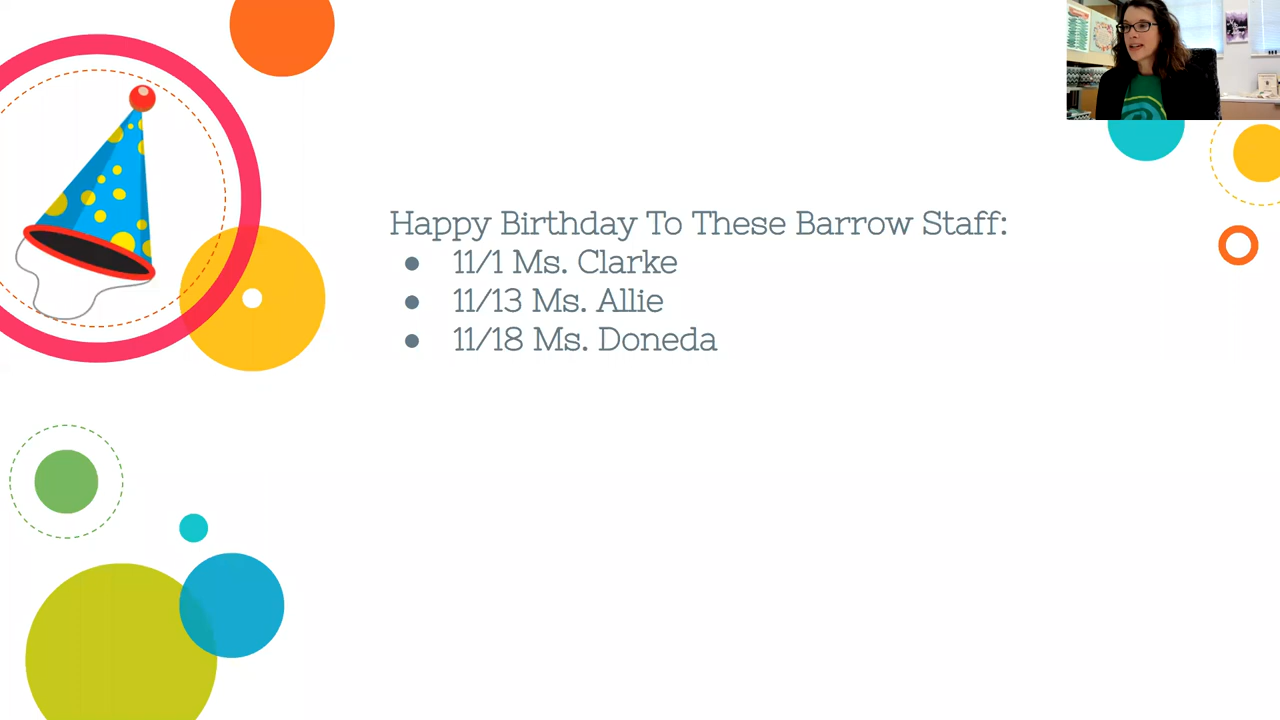 Happy Birthday To These Barrow Staff:
● 11/1 Ms. Clarke
● 11/13 Ms. Allie
● 11/18 Ms. Doneda